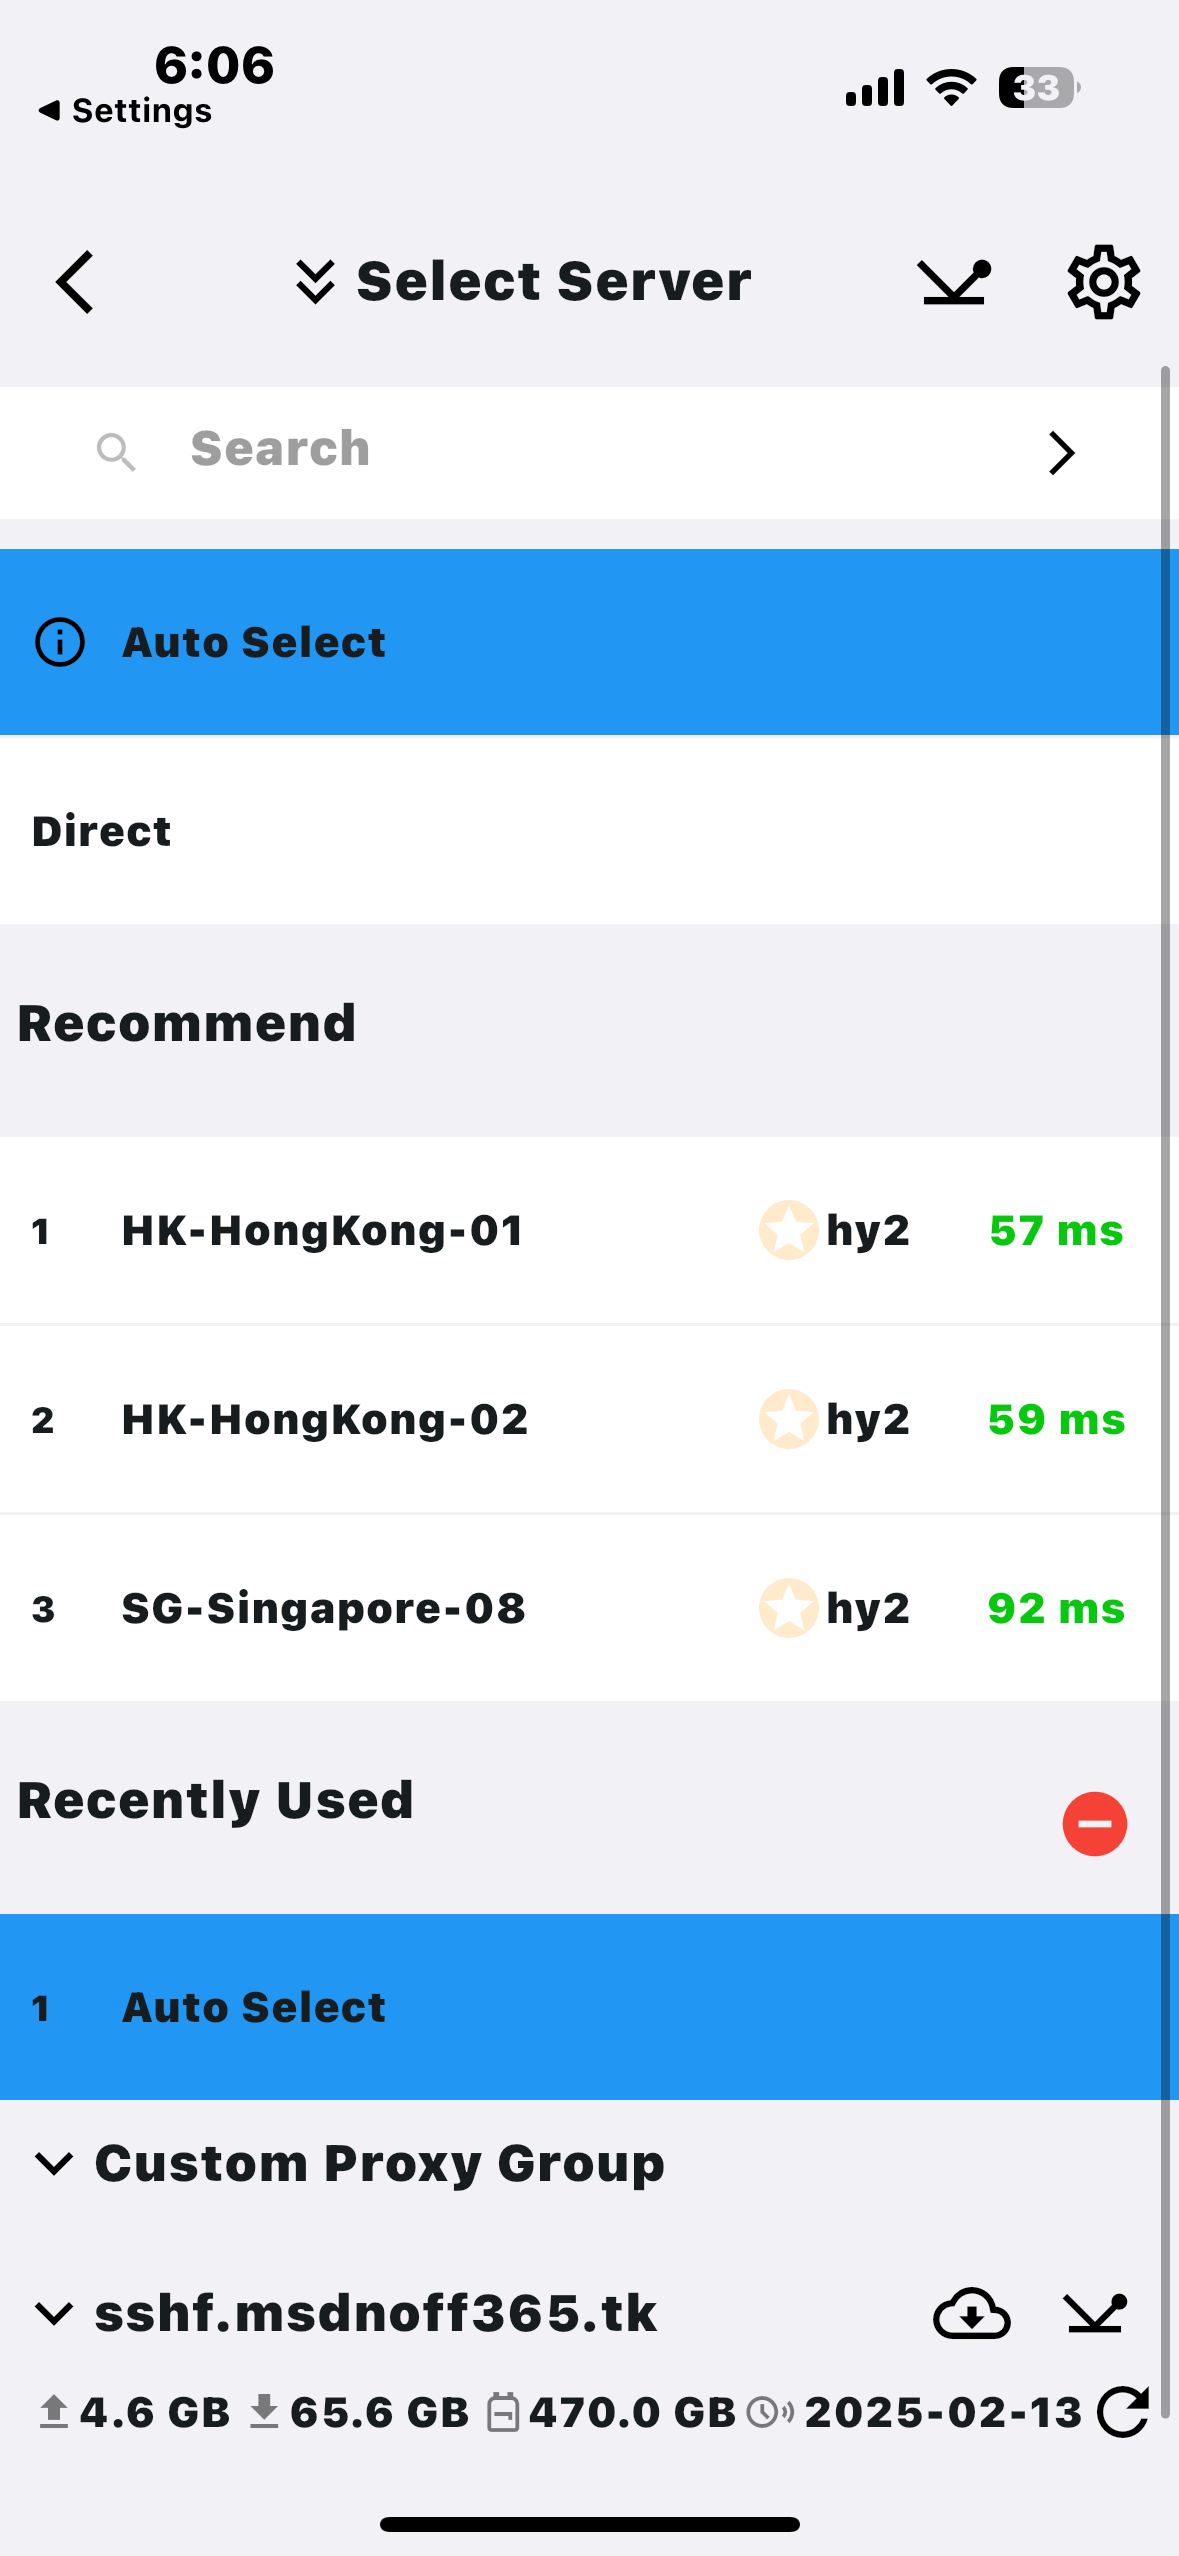 6:06
Settings
33
Select Server
Search
Auto Select
Direct
Recommend
1 HK-HongKong-01 hy2 57 ms
2 HK-HongKong-02 hy2 59 ms
3 SG-Singapore-08 hy2 92 ms
Recently Used
1 Auto Select
Custom Proxy Group
sshf.msdnoff365.tk
4.6 GB 65.6 GB 470.0 GB 2025-02-13